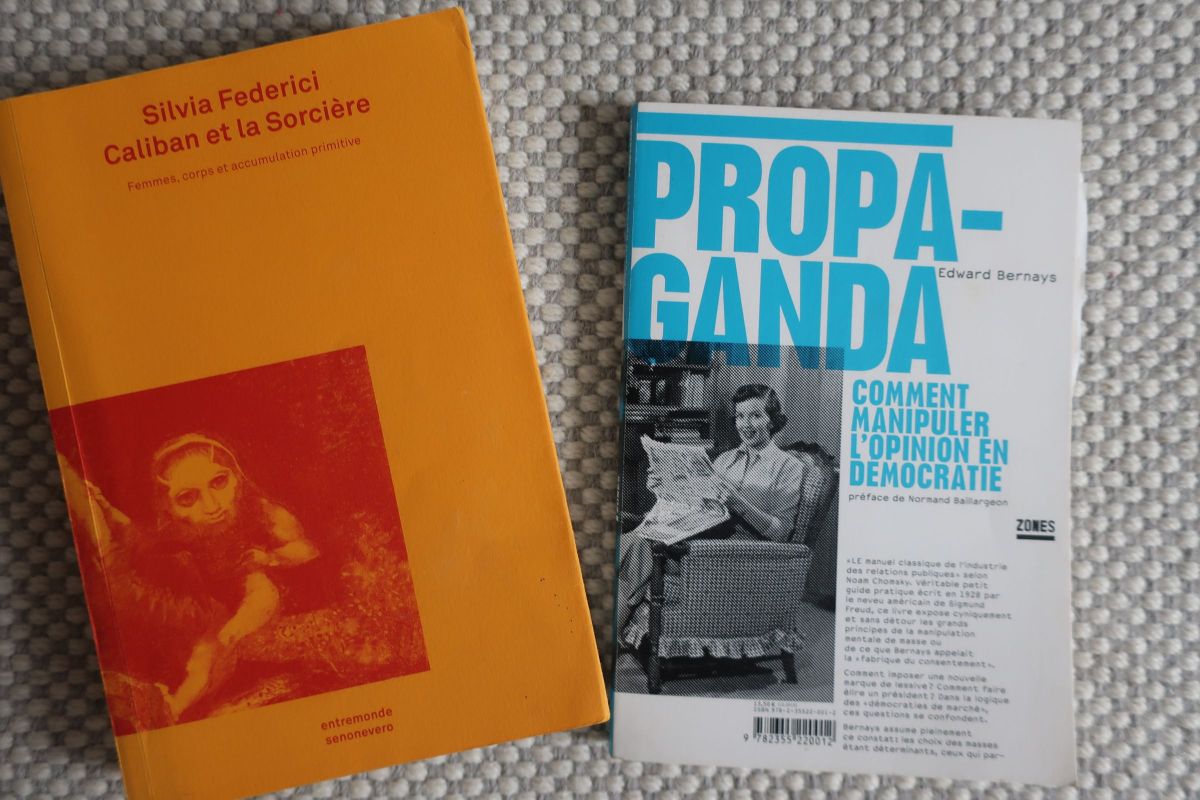 Silvia Federici
Caliban et la Sorcière
Femmes, corps et accumulation primitive
entremonde
senonevero
PROPA-
GANDA
Edward Bernays
COMMENT
MANIPULER
L'OPINION EN
DÉMOCRATIE
préface de Normand Baillargeon
ZONES
«LE manuel classique de l'industrie
des relations publiques» selon
Noam Chomsky. Véritable petit
guide pratique écrit en 1928 par
le neveu américain de Sigmund
Freud, ce livre expose cyniquement
et sans détour les grands
principes de la manipulation
mentale de masse ou
de ce que Bernays appelait
la «fabrique du consentement».
Comment imposer une nouvelle
marque de lessive? Comment faire
élire un président? Dans la logique
des «démocraties de marché»,
ces questions se confondent.
Bernays assume pleinement
ce constat: les choix des masses
étant déterminants, ceux qui par-
ISBN 978-2-35522-001-2
9 782355 220012